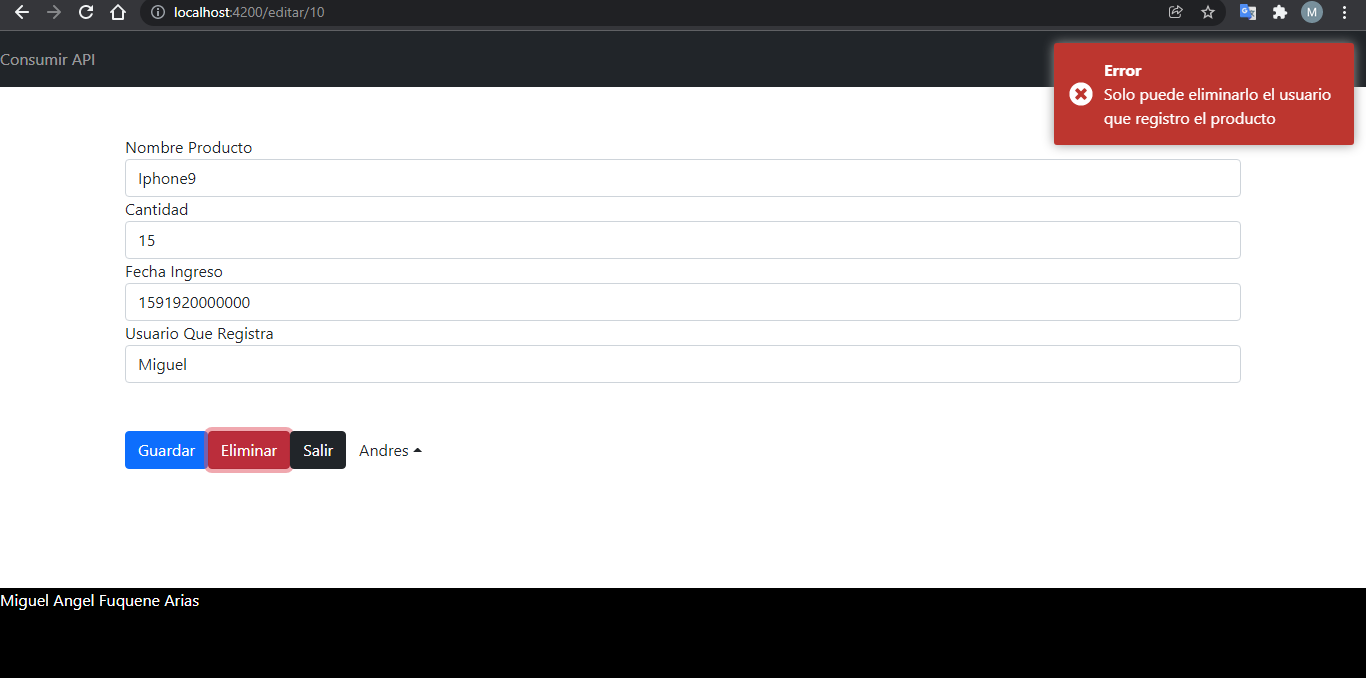 localhost:4200/editar/10
M
Consumir API
Error
Solo puede eliminarlo el usuario
que registro el producto
Nombre Producto
Iphone9
Cantidad
15
Fecha Ingreso
1591920000000
Usuario Que Registra
Miguel
Guardar Eliminar Salir Andres
Miguel Angel Fuquene Arias